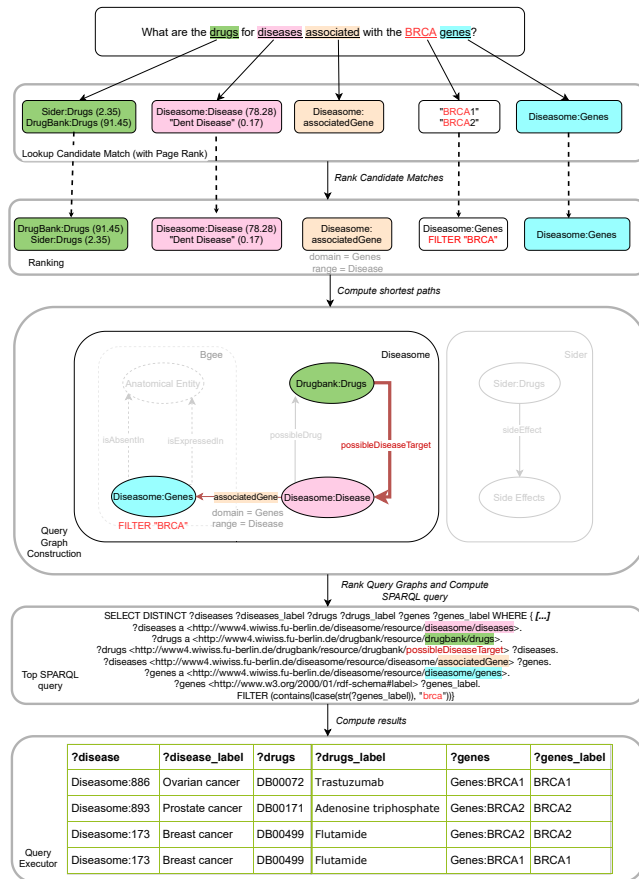 What are the drugs for diseases associated with the BRCA genes?
Sider:Drugs (2.35)
DrugBank:Drugs (91.45)
Diseasome:Disease (78.28)
"Dent Disease" (0.17)
Diseasome:
associatedGene
"BRCA1"
"BRCA2"
Diseasome:Genes
Lookup Candidate Match (with Page Rank)
Rank Candidate Matches
DrugBank:Drugs (91.45)
Sider:Drugs (2.35)
Diseasome:Disease (78.28)
"Dent Disease" (0.17)
Diseasome:
associatedGene
Diseasome:Genes
FILTER "BRCA"
Diseasome:Genes
domain = Genes
range = Disease
Ranking
Compute shortest paths
Bgee
Diseasome
Sider
Anatomical Entity
Drugbank:Drugs
Sider:Drugs
isAbsentIn
isExpressedIn
possibleDrug
possibleDiseaseTarget
sideEffect
Diseasome:Genes
associatedGene
Diseasome:Disease
Side Effects
FILTER "BRCA"
domain = Genes
range = Disease
Query
Graph
Construction
Rank Query Graphs and Compute
SPARQL query
SELECT DISTINCT ?diseases ?diseases_label ?drugs ?drugs_label ?genes ?genes_label WHERE { [...]
?diseases a <http://www4.wiwiss.fu-berlin.de/diseasome/resource/diseasome/diseases>.
?drugs a <http://www4.wiwiss.fu-berlin.de/drugbank/resource/drugbank/drugs>.
?drugs <http://www4.wiwiss.fu-berlin.de/drugbank/resource/drugbank/possibleDiseaseTarget> ?diseases.
?diseases <http://www4.wiwiss.fu-berlin.de/diseasome/resource/diseasome/associatedGene> ?genes.
?genes a <http://www4.wiwiss.fu-berlin.de/diseasome/resource/diseasome/genes>.
?genes <http://www.w3.org/2000/01/rdf-schema#label> ?genes_label.
FILTER (contains(lcase(str(?genes_label)), "brca"))}
Top SPARQL
query
Compute results
?disease ?disease_label ?drugs ?drugs_label ?genes ?genes_label
Diseasome:886 Ovarian cancer DB00072 Trastuzumab Genes:BRCA1 BRCA1
Diseasome:893 Prostate cancer DB00171 Adenosine triphosphate Genes:BRCA2 BRCA2
Diseasome:173 Breast cancer DB00499 Flutamide Genes:BRCA2 BRCA2
Diseasome:173 Breast cancer DB00499 Flutamide Genes:BRCA1 BRCA1
Query
Executor